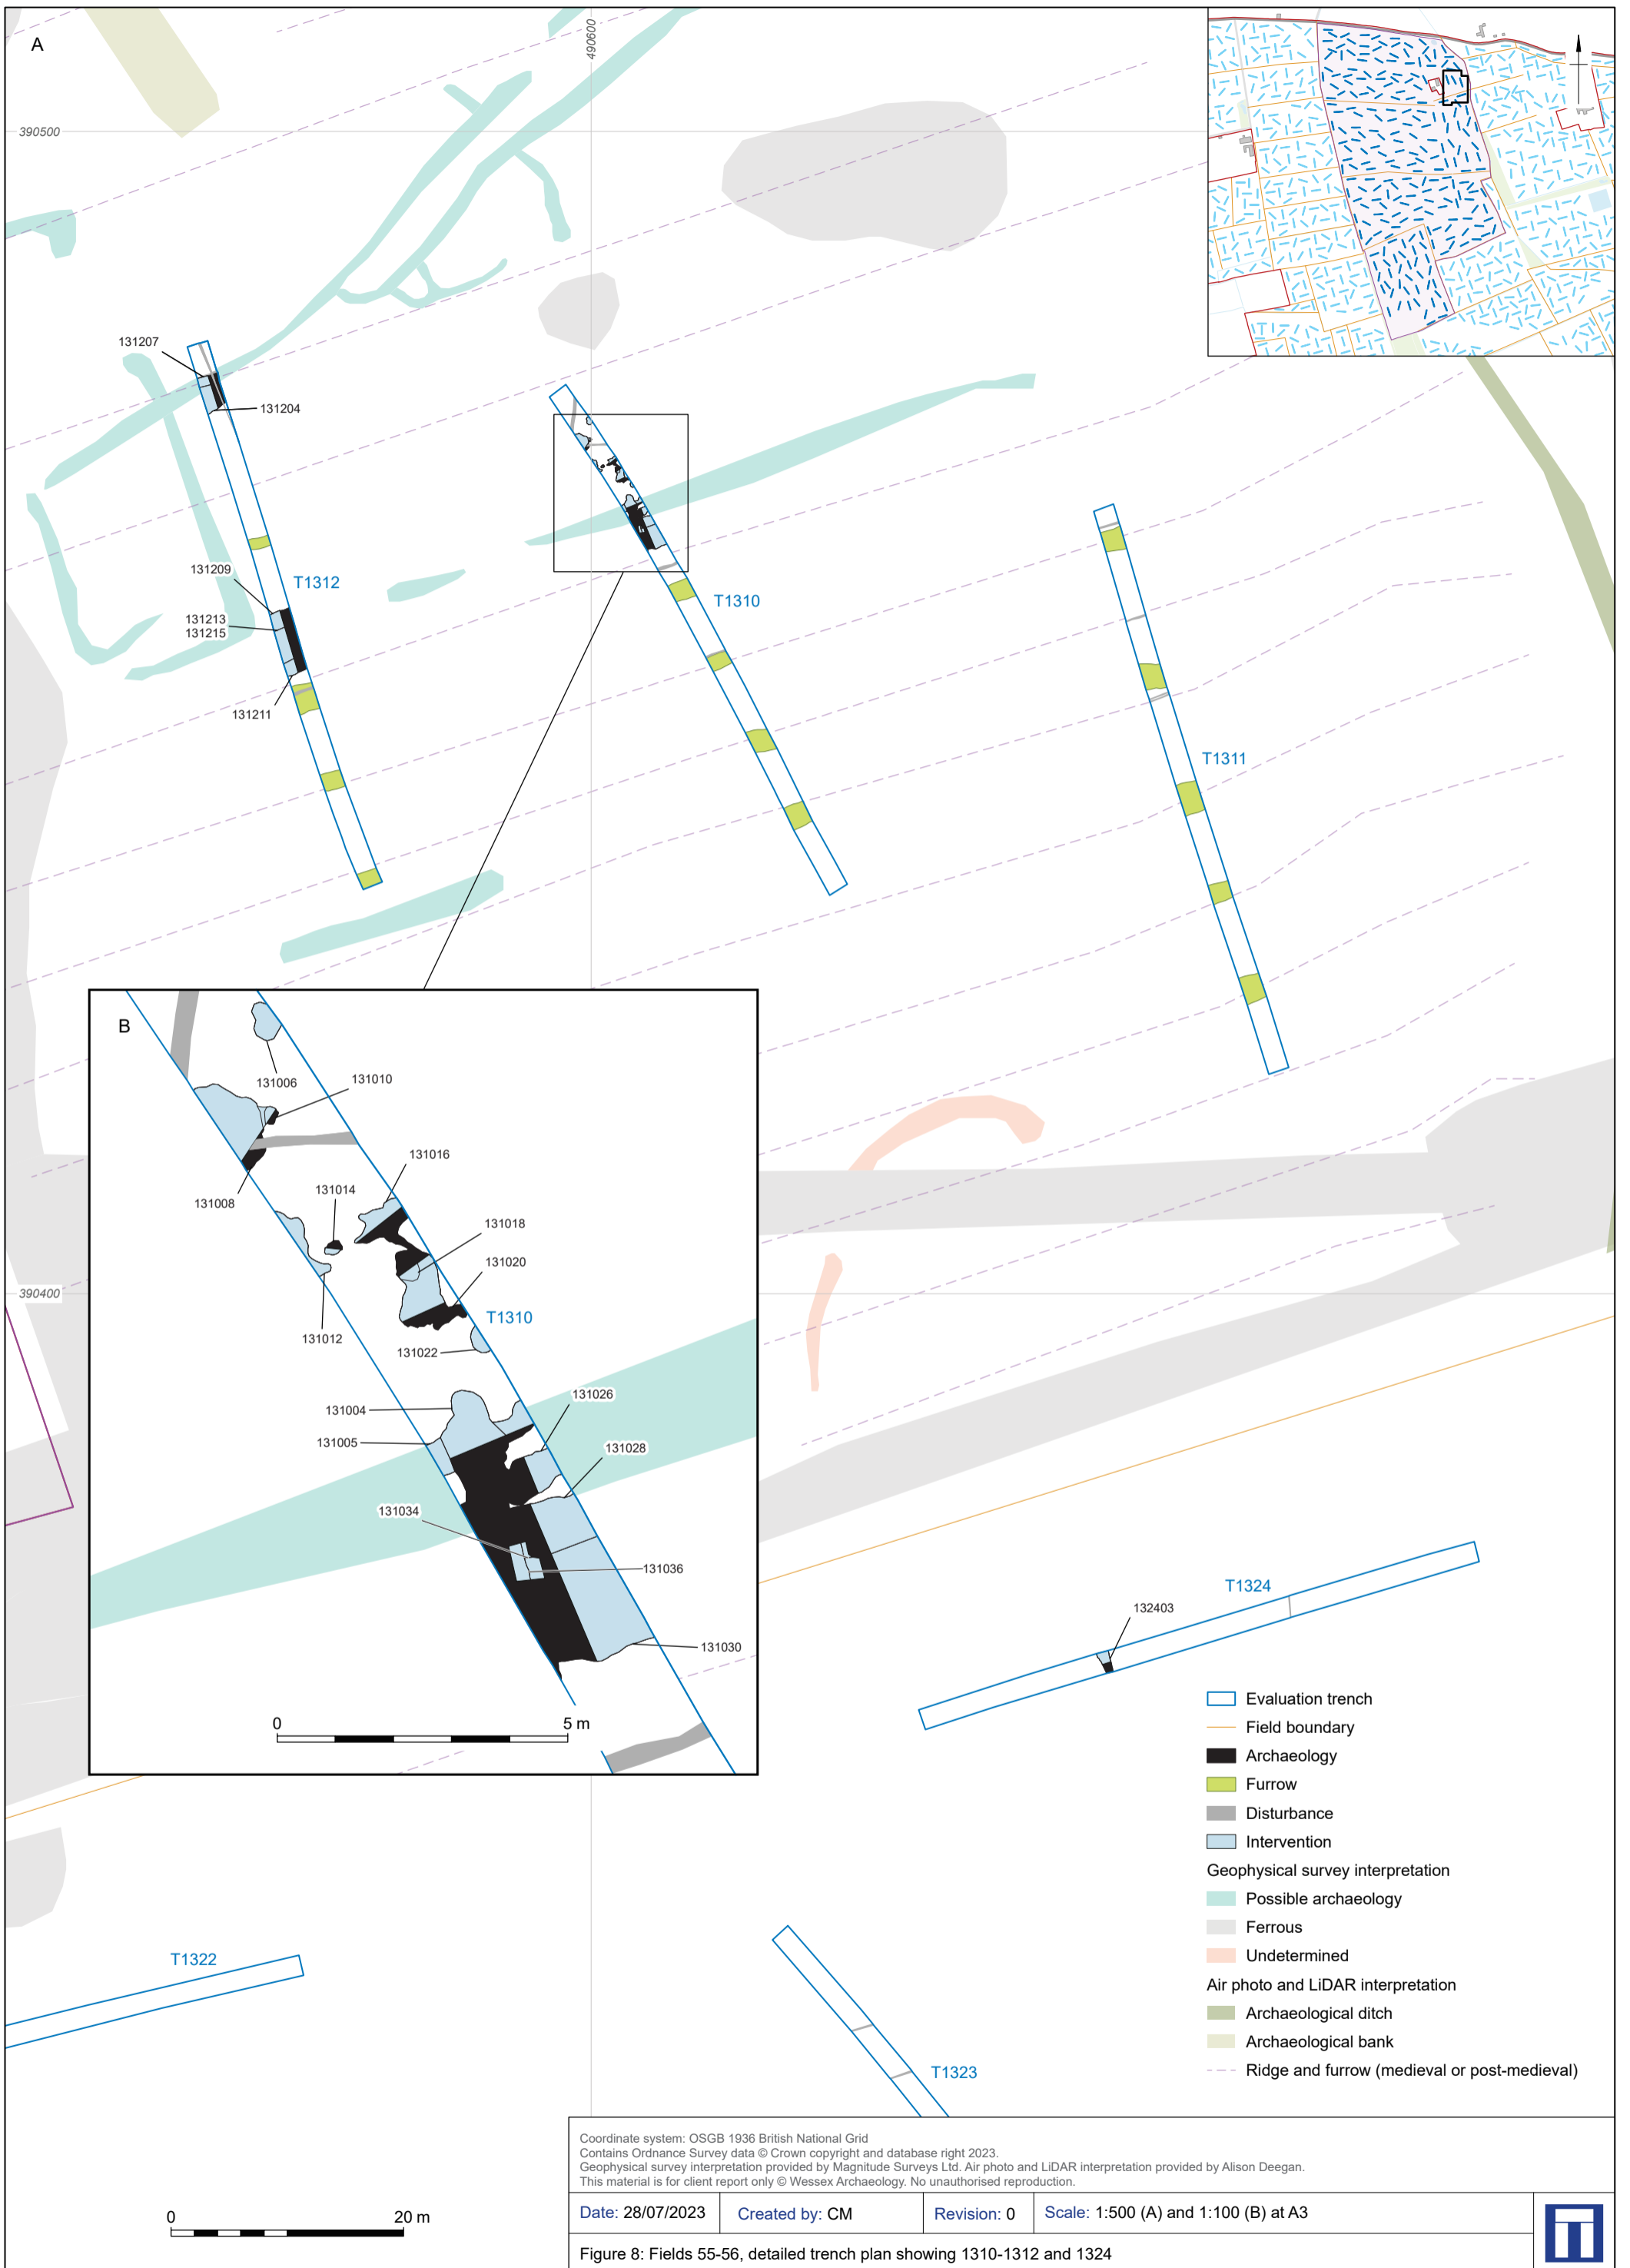 A
490600
390500
131207
131204
131209
T1312
131213
131215
131211
T1310
T1311
B
131006
131010
131016
131014
131008
131018
131020
T1310
131012
131022
131026
131004
131005
131028
131034
131036
131030
0 5 m
390400
T1324
132403
Evaluation trench
Field boundary
Archaeology
Furrow
Disturbance
Intervention
Geophysical survey interpretation
Possible archaeology
Ferrous
Undetermined
Air photo and LiDAR interpretation
Archaeological ditch
Archaeological bank
Ridge and furrow (medieval or post-medieval)
T1322
T1323
0 20 m
Coordinate system: OSGB 1936 British National Grid
Contains Ordnance Survey data © Crown copyright and database right 2023.
Geophysical survey interpretation provided by Magnitude Surveys Ltd. Air photo and LiDAR interpretation provided by Alison Deegan.
This material is for client report only © Wessex Archaeology. No unauthorised reproduction.
Date: 28/07/2023 Created by: CM Revision: 0 Scale: 1:500 (A) and 1:100 (B) at A3
Figure 8: Fields 55-56, detailed trench plan showing 1310-1312 and 1324